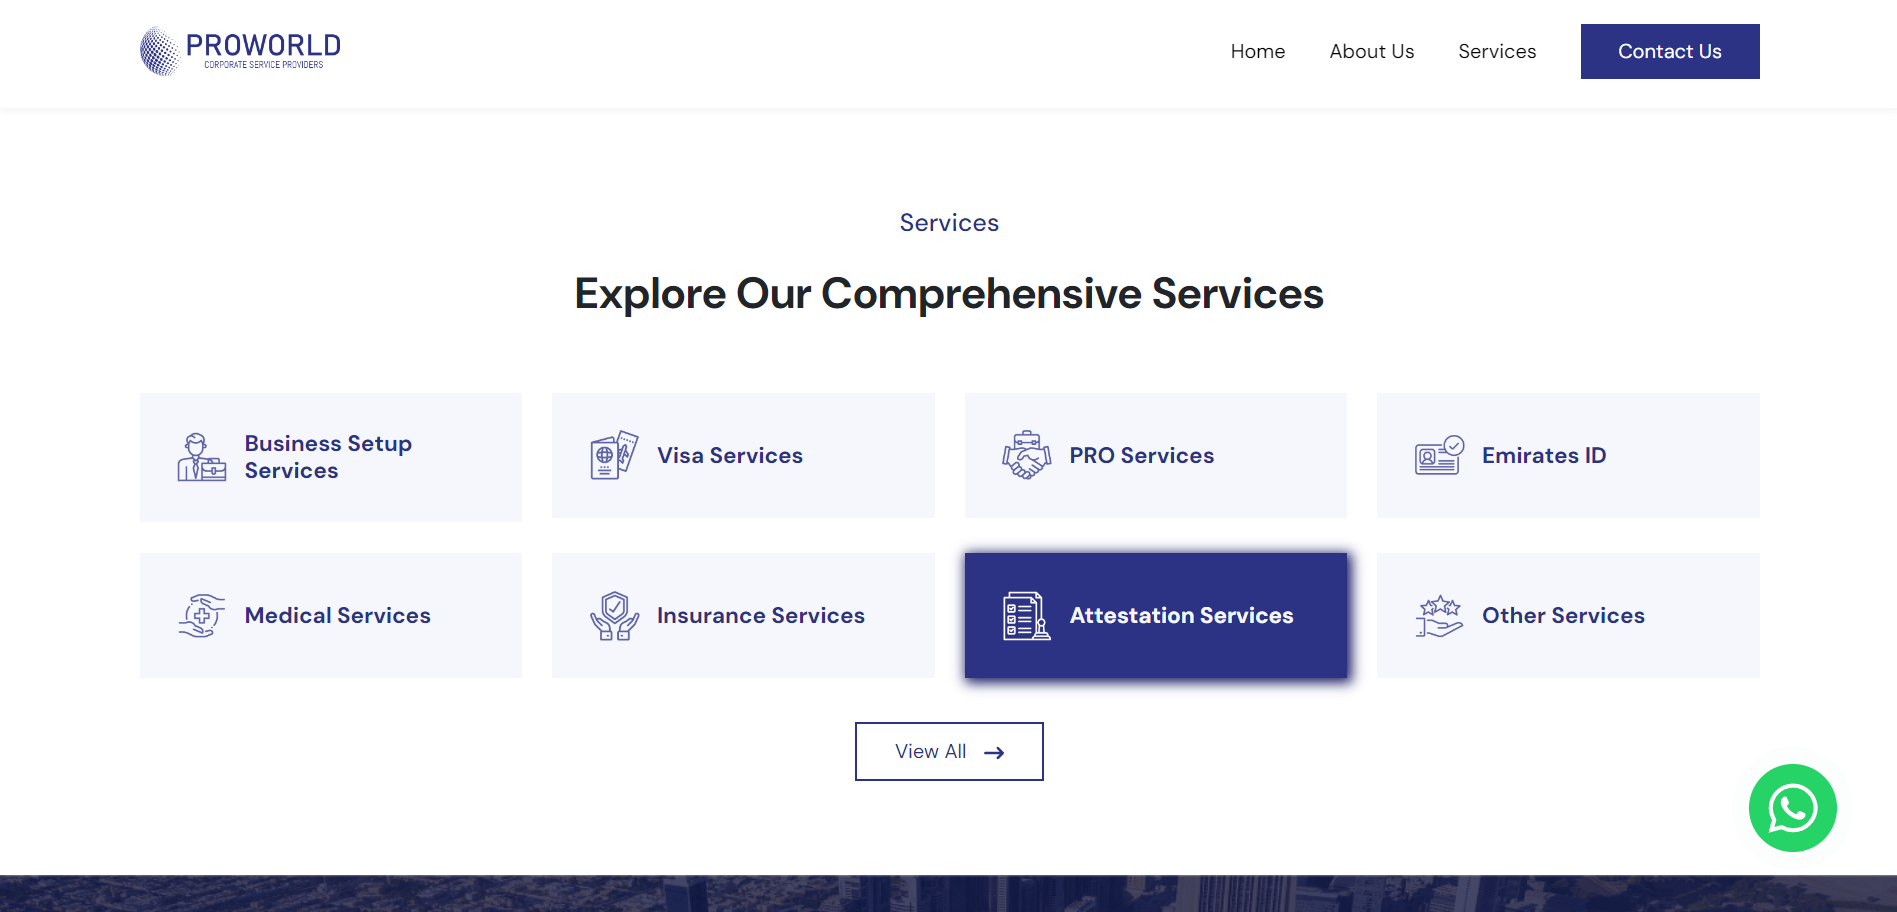 PROWORLD
CORPORATE SERVICE PROVIDERS
Home
About Us
Services
Contact Us
Services
Explore Our Comprehensive Services
Business Setup
Services
Visa Services
PRO Services
Emirates ID
Medical Services
Insurance Services
Attestation Services
Other Services
View All